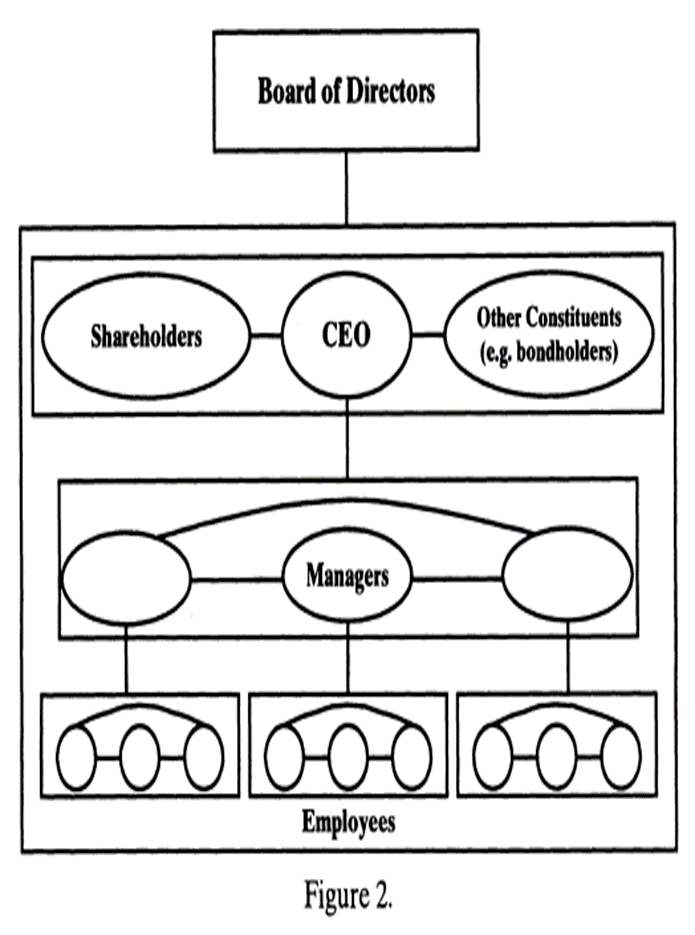 Board of Directors
Shareholders
CEO
Other Constituents
(e.g. bondholders)
Managers
Employees
Figure 2.